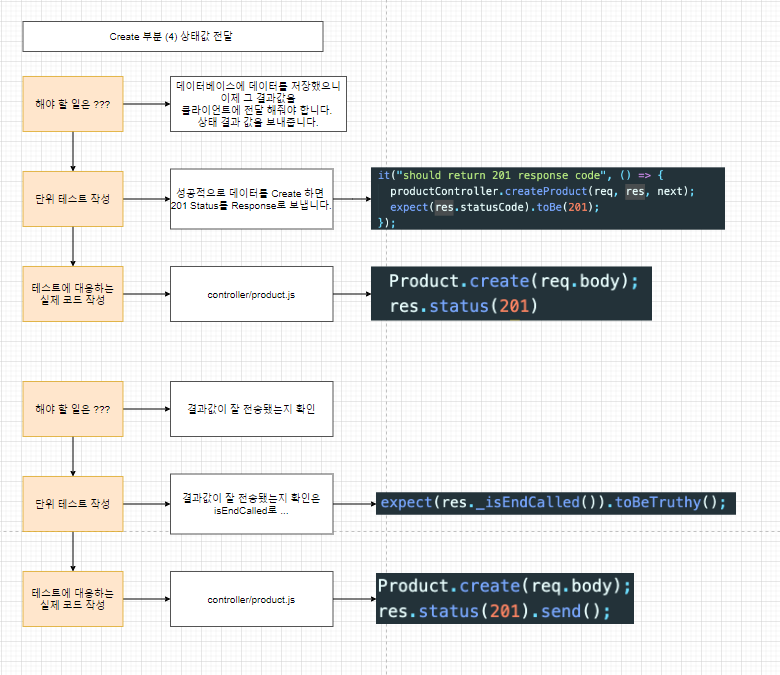 Create 부분 (4) 상태값 전달
해야 할 일은 ???
데이터베이스에 데이터를 저장했으니
이제 그 결과값을
클라이언트에 전달 해줘야 합니다.
상태 결과 값을 보내줍니다.
단위 테스트 작성
성공적으로 데이터를 Create 하면
201 Status를 Response로 보냅니다.
it("should return 201 response code", () => {
productController.createProduct(req, res, next);
expect(res.statusCode).toBe(201);
});
테스트에 대응하는
실제 코드 작성
controller/product.js
Product.create(req.body);
res.status(201)
해야 할 일은 ???
결과값이 잘 전송됐는지 확인
단위 테스트 작성
결과값이 잘 전송됐는지 확인은
isEndCalled로 ...
expect(res._isEndCalled()).toBeTruthy();
테스트에 대응하는
실제 코드 작성
controller/product.js
Product.create(req.body);
res.status(201).send();